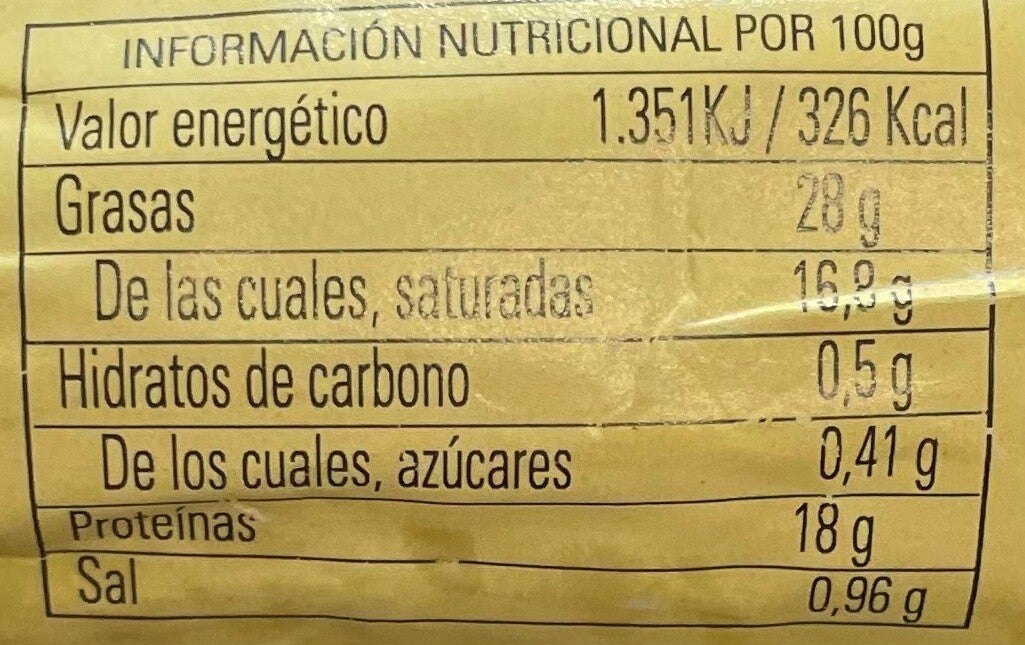 INFORMACIÓN NUTRICIONAL POR 100g
Valor energético 1.351KJ / 326 Kcal
Grasas 28 g
De las cuales, saturadas 16,8 g
Hidratos de carbono 0,5 g
De los cuales, azúcares 0,41 g
Proteínas 18 g
Sal 0,96 g